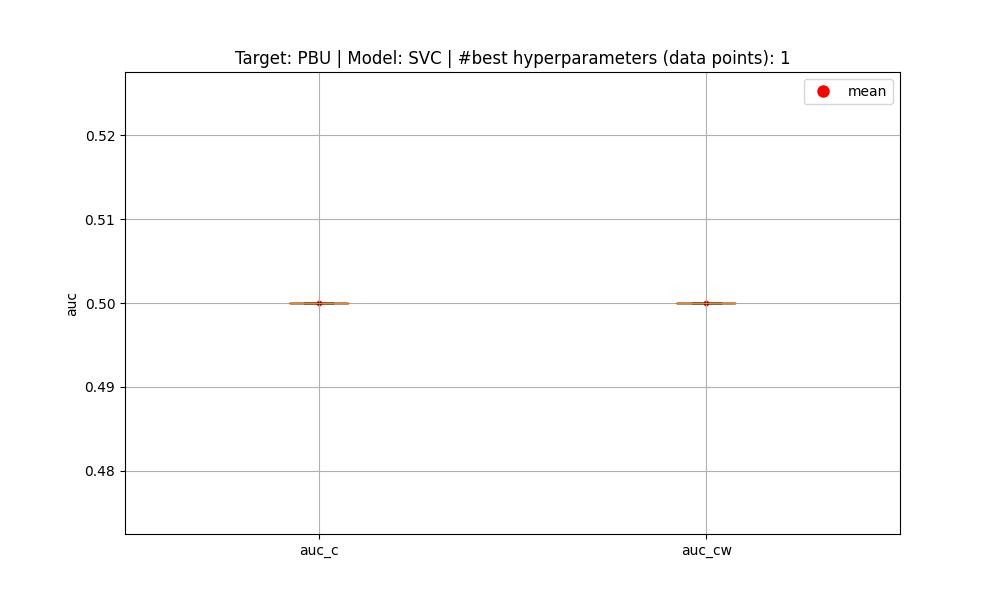 Target: PBU | Model: SVC | #best hyperparameters (data points): 1
mean
0.52
0.51
0.50
0.49
0.48
auc
auc_c
auc_cw